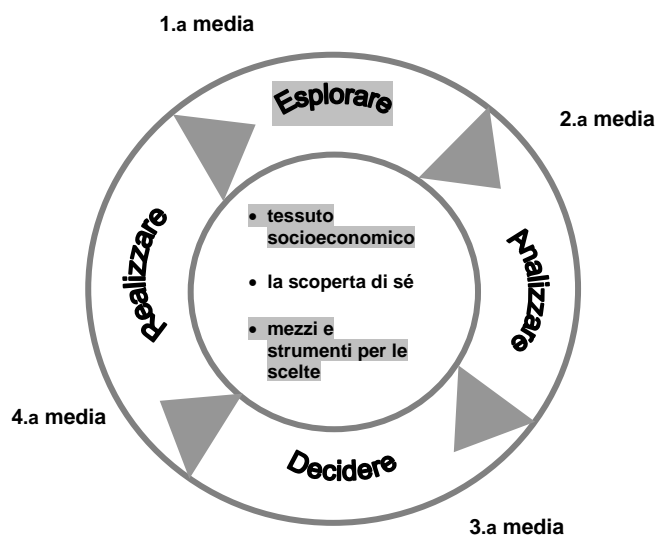 1.a media
Esplorare
2.a media
• tessuto
socioeconomico
• la scoperta di sé
• mezzi e
strumenti per le
scelte
Analizzare
Realizzare
4.a media
Decidere
3.a media